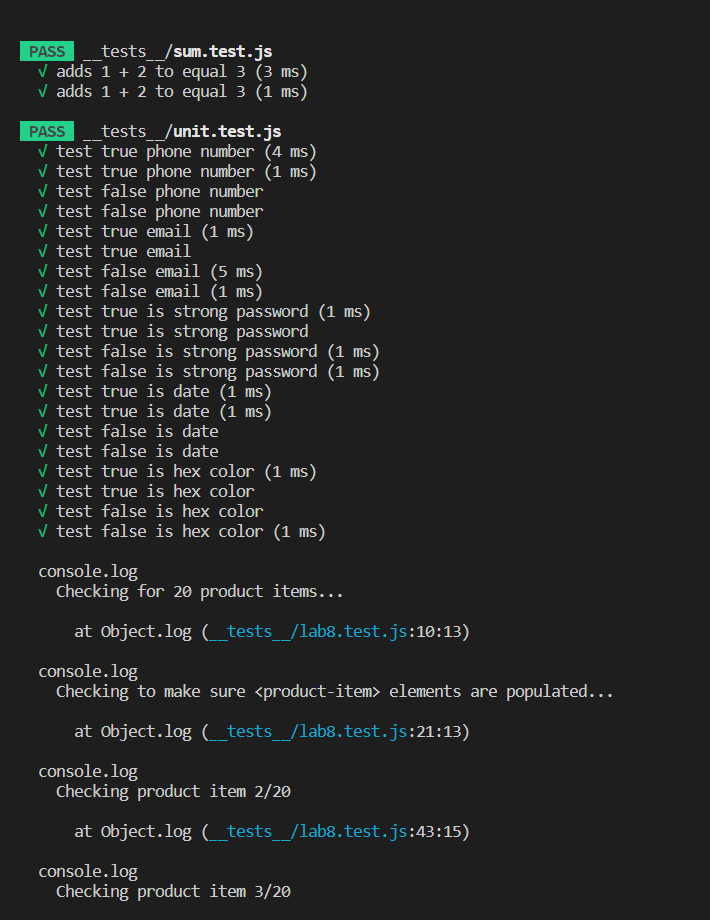 PASS __tests__/sum.test.js
√ adds 1 + 2 to equal 3 (3 ms)
√ adds 1 + 2 to equal 3 (1 ms)
PASS __tests__/unit.test.js
√ test true phone number (4 ms)
√ test true phone number (1 ms)
√ test false phone number
√ test false phone number
√ test true email (1 ms)
√ test true email
√ test false email (5 ms)
√ test false email (1 ms)
√ test true is strong password (1 ms)
√ test true is strong password
√ test false is strong password (1 ms)
√ test false is strong password (1 ms)
√ test true is date (1 ms)
√ test true is date (1 ms)
√ test false is date
√ test false is date
√ test true is hex color (1 ms)
√ test true is hex color
√ test false is hex color
√ test false is hex color (1 ms)
console.log
Checking for 20 product items...
at Object.log (__tests__/lab8.test.js:10:13)
console.log
Checking to make sure <product-item> elements are populated...
at Object.log (__tests__/lab8.test.js:21:13)
console.log
Checking product item 2/20
at Object.log (__tests__/lab8.test.js:43:15)
console.log
Checking product item 3/20